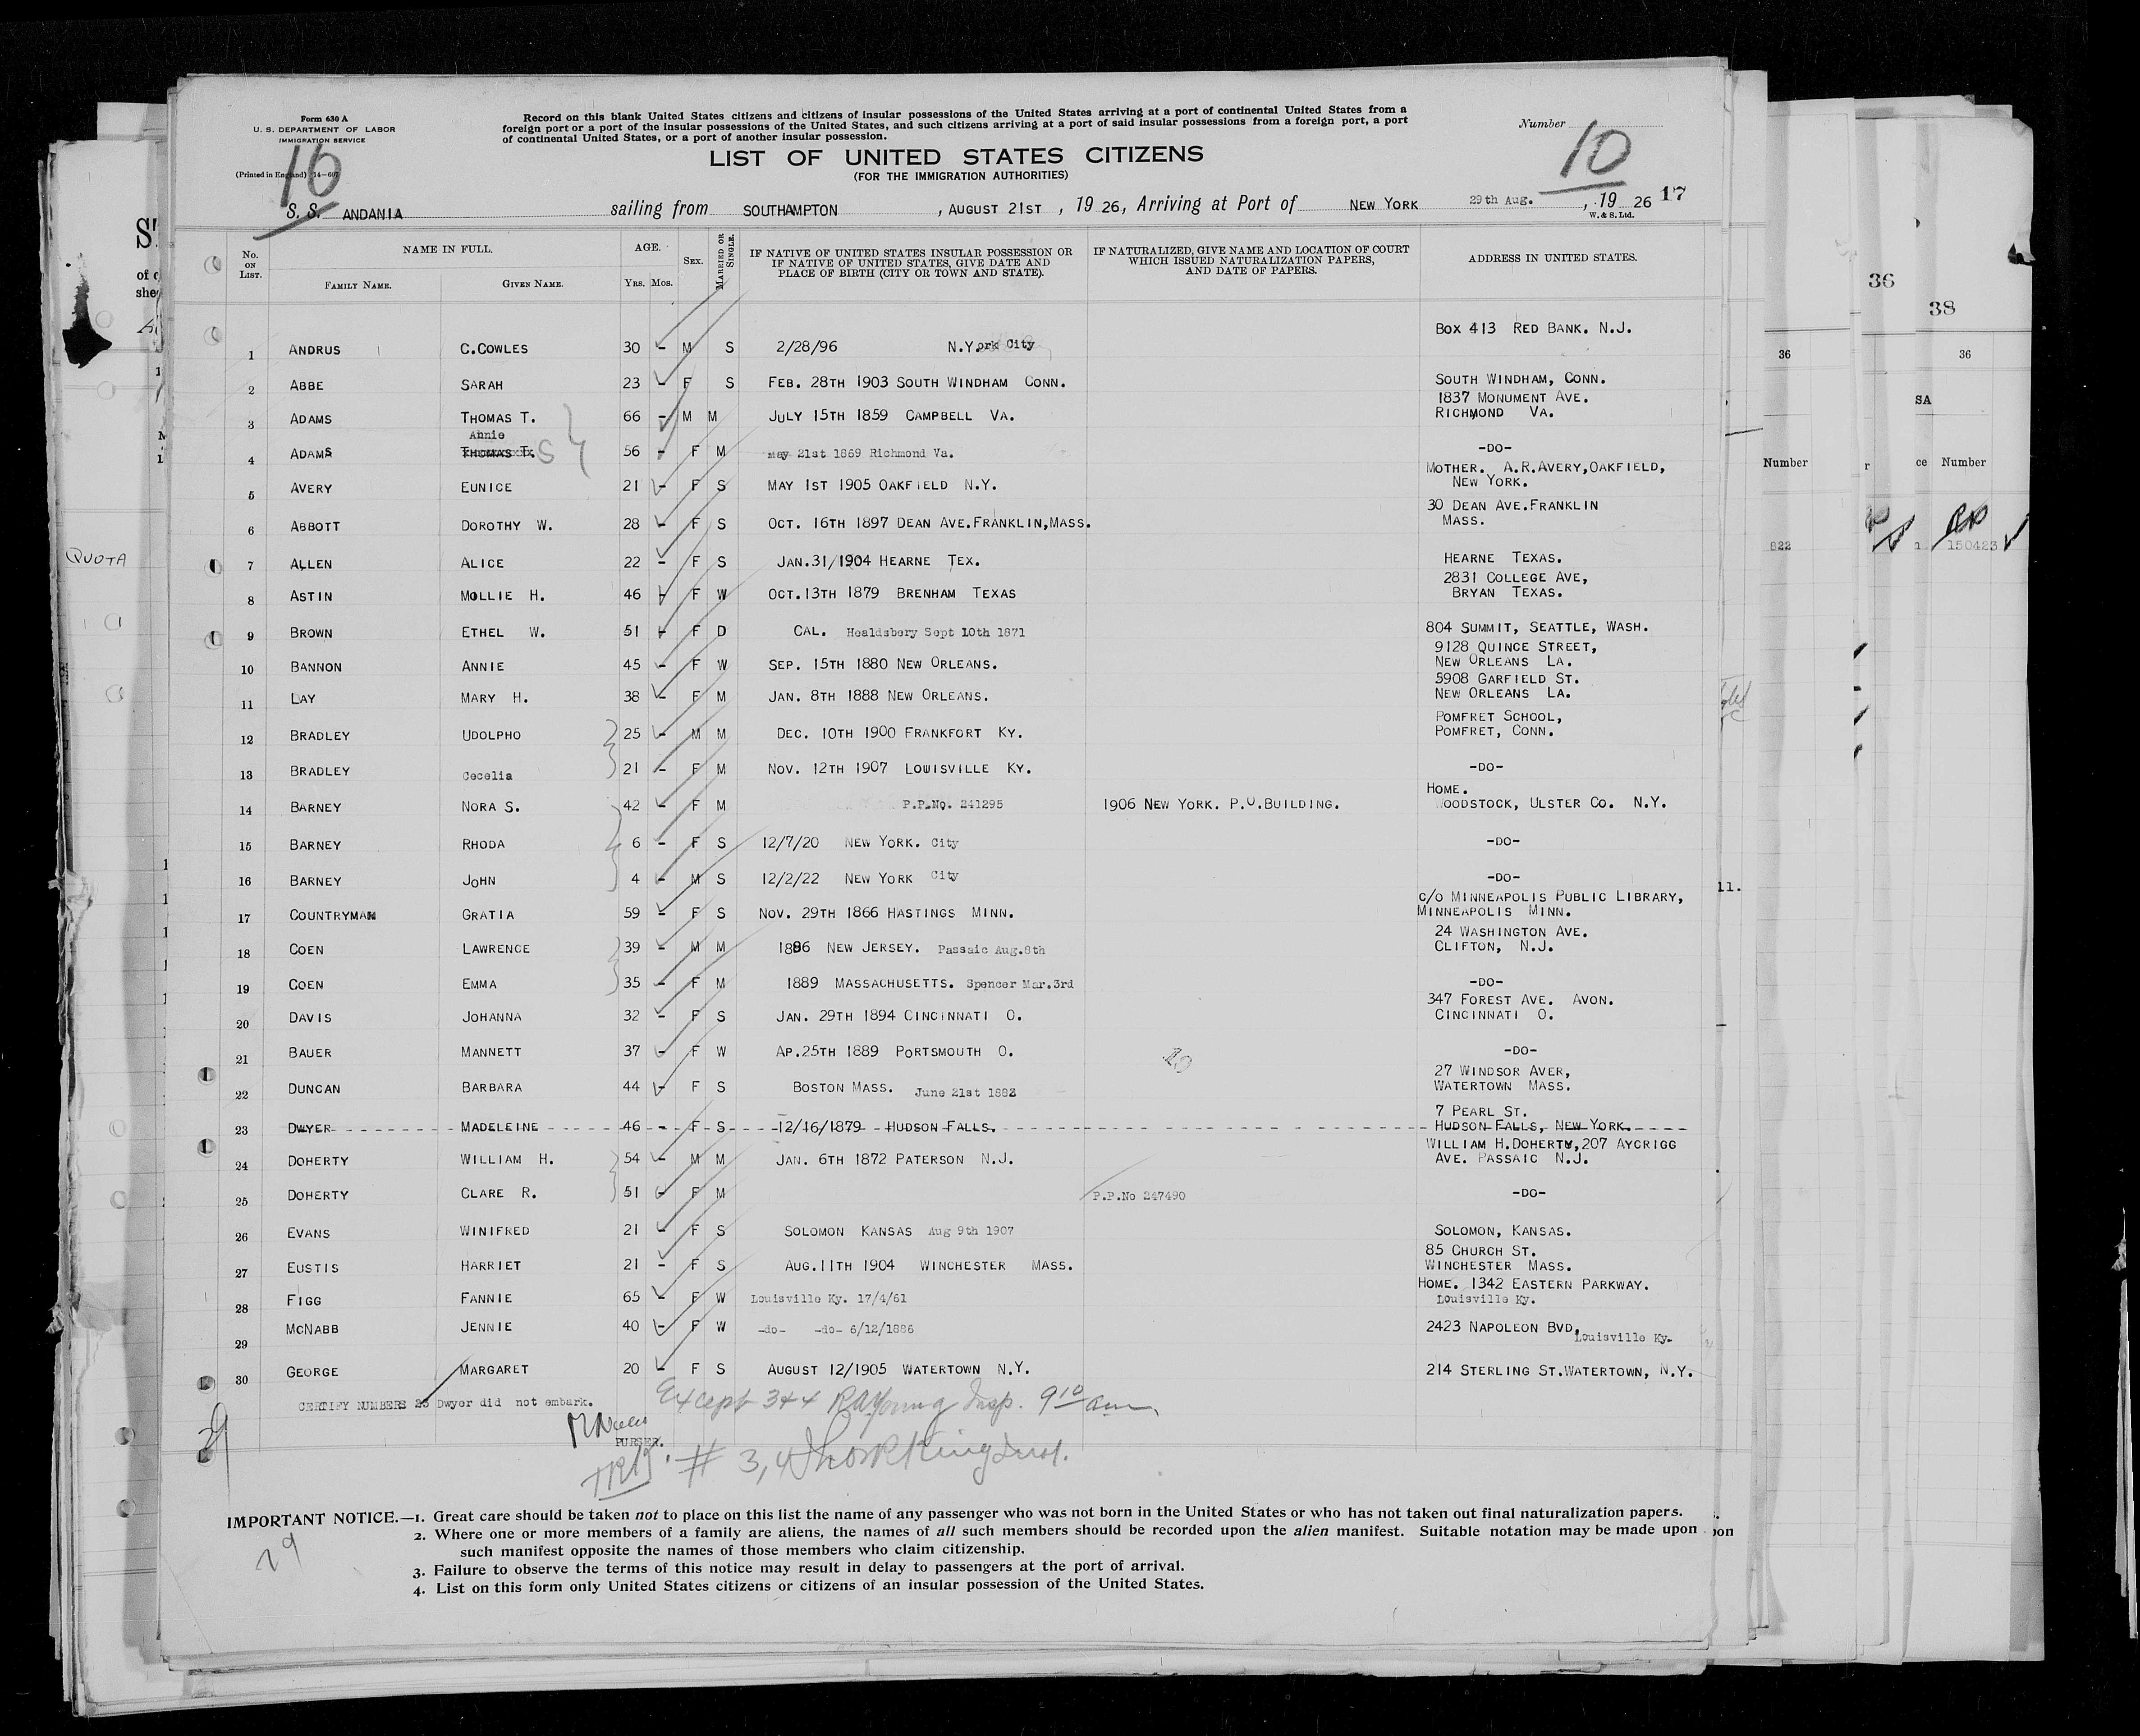 Form 630 A
U. S. DEPARTMENT OF LABOR
IMMIGRATION SERVICE
(Printed in England) 14-607
16
Record on this blank United States citizens and citizens of insular possessions of the United States arriving at a port of continental United States from a
foreign port or a port of the insular possessions of the United States, and such citizens arriving at a port of said insular possessions from a foreign port, a port
of continental United States, or a port of another insular possession.
Number
10
LIST OF UNITED STATES CITIZENS
(FOR THE IMMIGRATION AUTHORITIES)
S. S. ANDANIA sailing from SOUTHAMPTON, AUGUST 21ST, 19 26, Arriving at Port of NEW YORK 29th Aug., 19 26 17
W. & S. Ltd.
No. ON LIST. NAME IN FULL. AGE. SEX. MARRIED OR SINGLE. IF NATIVE OF UNITED STATES INSULAR POSSESSION OR IF NATIVE OF UNITED STATES, GIVE DATE AND PLACE OF BIRTH (CITY OR TOWN AND STATE). IF NATURALIZED, GIVE NAME AND LOCATION OF COURT WHICH ISSUED NATURALIZATION PAPERS, AND DATE OF PAPERS. ADDRESS IN UNITED STATES.
FAMILY NAME. GIVEN NAME. YRS. MOS.
1 ANDRUS C.COWLES 30 - M S 2/28/96 N.Y.ork City BOX 413 RED BANK. N.J.
2 ABBE SARAH 23 - F S FEB. 28TH 1903 SOUTH WINDHAM CONN. SOUTH WINDHAM, CONN.
3 ADAMS THOMAS T. 66 - M M JULY 15TH 1859 CAMPBELL VA. 1837 MONUMENT AVE. RICHMOND VA.
Annie
4 ADAMS THOMAS T. S 56 - F M may 21st 1869 Richmond Va. -DO-
5 AVERY EUNICE 21 - F S MAY 1ST 1905 OAKFIELD N.Y. MOTHER. A.R.AVERY,OAKFIELD, NEW YORK.
6 ABBOTT DOROTHY W. 28 - F S OCT. 16TH 1897 DEAN AVE.FRANKLIN,MASS. 30 DEAN AVE.FRANKLIN MASS.
7 ALLEN ALICE 22 - F S JAN.31/1904 HEARNE TEX. HEARNE TEXAS.
8 ASTIN MOLLIE H. 46 - F W OCT.13TH 1879 BRENHAM TEXAS 2831 COLLEGE AVE, BRYAN TEXAS.
9 BROWN ETHEL W. 51 - F D CAL. Healdsbery Sept 10th 1871 804 SUMMIT, SEATTLE, WASH.
10 BANNON ANNIE 45 - F W SEP. 15TH 1880 NEW ORLEANS. 9128 QUINCE STREET, NEW ORLEANS LA.
11 LAY MARY H. 38 - F M JAN. 8TH 1888 NEW ORLEANS. 5908 GARFIELD ST. NEW ORLEANS LA.
12 BRADLEY UDOLPHO 25 - M M DEC. 10TH 1900 FRANKFORT KY. POMFRET SCHOOL, POMFRET, CONN.
13 BRADLEY Cecelia 21 - F M NOV. 12TH 1907 LOUISVILLE KY. -DO-
14 BARNEY NORA S. 42 - F M P.P.No. 241295 1906 NEW YORK. P.O.BUILDING. HOME. WOODSTOCK, ULSTER CO. N.Y.
15 BARNEY RHODA 6 - F S 12/7/20 NEW YORK. City -DO-
16 BARNEY JOHN 4 - M S 12/2/22 NEW YORK City -DO-
17 COUNTRYMAN GRATIA 59 - F S NOV. 29TH 1866 HASTINGS MINN. C/O MINNEAPOLIS PUBLIC LIBRARY, MINNEAPOLIS MINN.
18 COEN LAWRENCE 39 - M M 1886 NEW JERSEY. Passaic Aug.8th 24 WASHINGTON AVE. CLIFTON, N.J.
19 COEN EMMA 35 - F M 1889 MASSACHUSETTS. Spencer Mar.3rd -DO-
20 DAVIS JOHANNA 32 - F S JAN. 29TH 1894 CINCINNATI O. 347 FOREST AVE. AVON. CINCINNATI O.
21 BAUER MANNETT 37 - F W AP.25TH 1889 PORTSMOUTH O. -DO-
22 DUNCAN BARBARA 44 - F S BOSTON MASS. June 21st 1882 27 WINDSOR AVER, WATERTOWN MASS.
23 DWYER MADELEINE 46 - F S 12/16/1879 HUDSON FALLS. 7 PEARL ST. HUDSON FALLS, NEW YORK.
24 DOHERTY WILLIAM H. 54 - M M JAN. 6TH 1872 PATERSON N.J. WILLIAM H.DOHERTY,207 AYCRIGG AVE. PASSAIC N.J.
25 DOHERTY CLARE R. 51 - F M P.P.No 247490 -DO-
26 EVANS WINIFRED 21 - F S SOLOMON KANSAS Aug 9th 1907 SOLOMON, KANSAS.
27 EUSTIS HARRIET 21 - F S AUG.11TH 1904 WINCHESTER MASS. 85 CHURCH ST. WINCHESTER MASS.
28 FIGG FANNIE 65 - F W Louisville Ky. 17/4/61 HOME. 1342 EASTERN PARKWAY. Louisville Ky.
29 MCNABB JENNIE 40 - F W -do- -do- 6/12/1886 2423 NAPOLEON BVD, Louisville Ky.
30 GEORGE MARGARET 20 - F S AUGUST 12/1905 WATERTOWN N.Y. 214 STERLING ST.WATERTOWN, N.Y.
CERTIFY NUMBERS 23 Dwyer did not embark.
Except 3+4 RA Young Insp. 9 10 am
PURSER.
# 3,4
29
IMPORTANT NOTICE.—1. Great care should be taken not to place on this list the name of any passenger who was not born in the United States or who has not taken out final naturalization papers.
2. Where one or more members of a family are aliens, the names of all such members should be recorded upon the alien manifest. Suitable notation may be made upon
such manifest opposite the names of those members who claim citizenship.
3. Failure to observe the terms of this notice may result in delay to passengers at the port of arrival.
4. List on this form only United States citizens or citizens of an insular possession of the United States.
QUOTA
36
38
36
36
SA
Number
Number
822
150423
11.